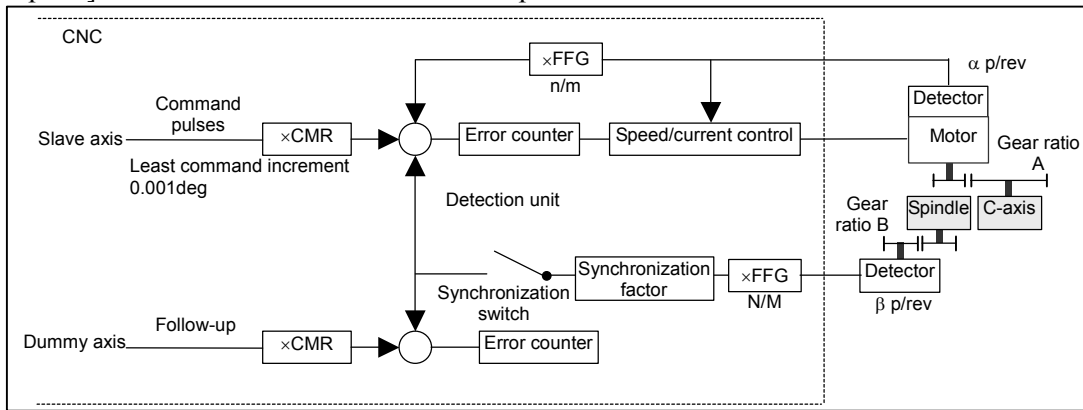 CNC
×FFG
n/m
α p/rev
Detector
Motor
Command
pulses
Slave axis
×CMR
Error counter
Speed/current control
Least command increment
0.001deg
Gear ratio
A
Detection unit
Gear
ratio B
Spindle
C-axis
Synchronization
factor
×FFG
N/M
Detector
β p/rev
Synchronization
switch
Follow-up
Dummy axis
×CMR
Error counter